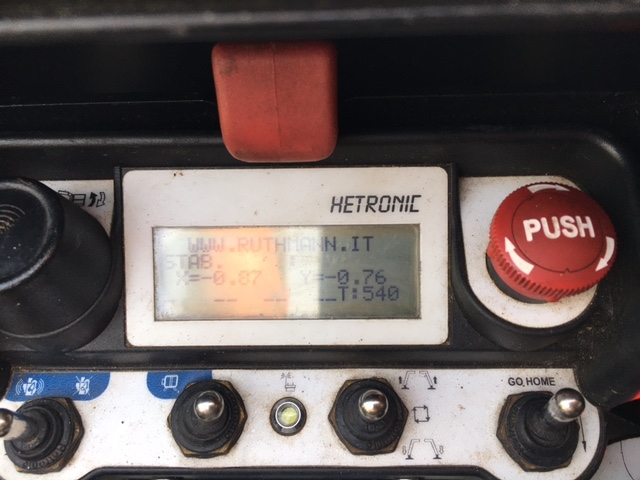 HETRONIC
WWW.RUTHMANN.IT
STAB.
X=-0.87 Y=-0.76
T:540
PUSH
GO HOME